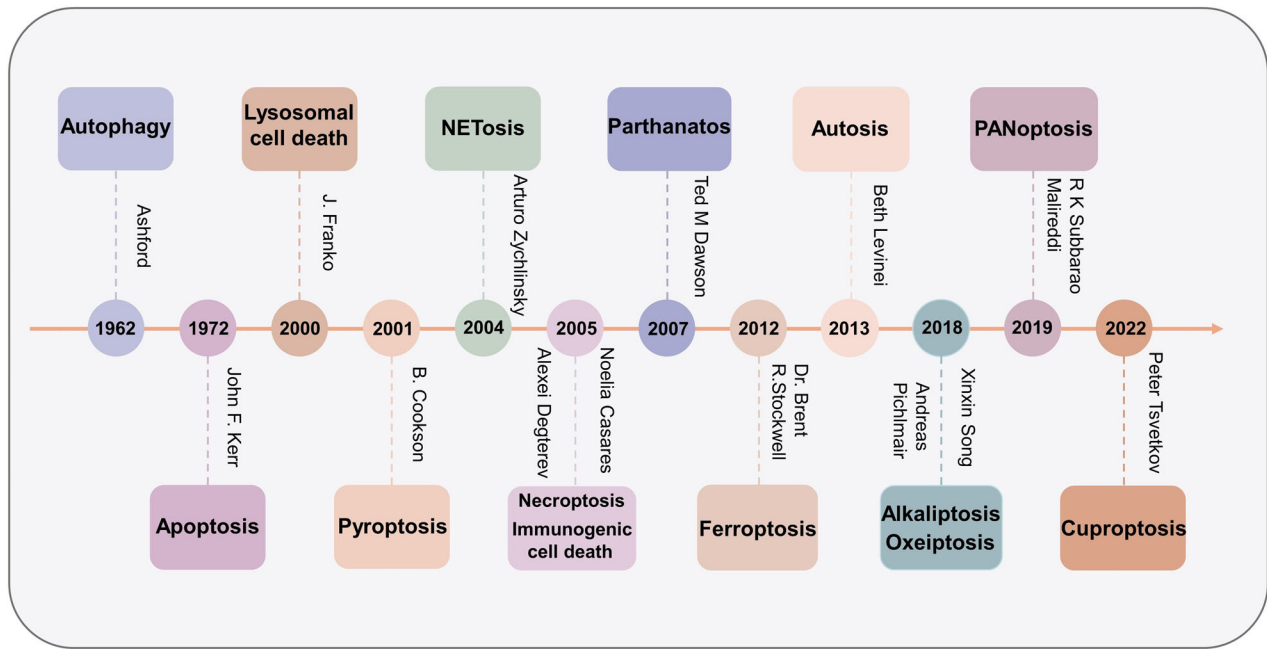 Autophagy
Lysosomal
cell death
NETosis
Parthanatos
Autosis
PANoptosis
Ashford
J. Franko
Arturo Zychlinsky
Ted M Dawson
Beth Levinei
R K Subbarao
Malireddi
1962
1972
2000
2001
2004
2005
2007
2012
2013
2018
2019
2022
John F. Kerr
B. Cookson
Alexei Degterev
Noelia Casares
Dr. Brent
R.Stockwell
Andreas
Pichlmair
Xinxin Song
Peter Tsvetkov
Apoptosis
Pyroptosis
Necroptosis
Immunogenic
cell death
Ferroptosis
Alkaliptosis
Oxeiptosis
Cuproptosis